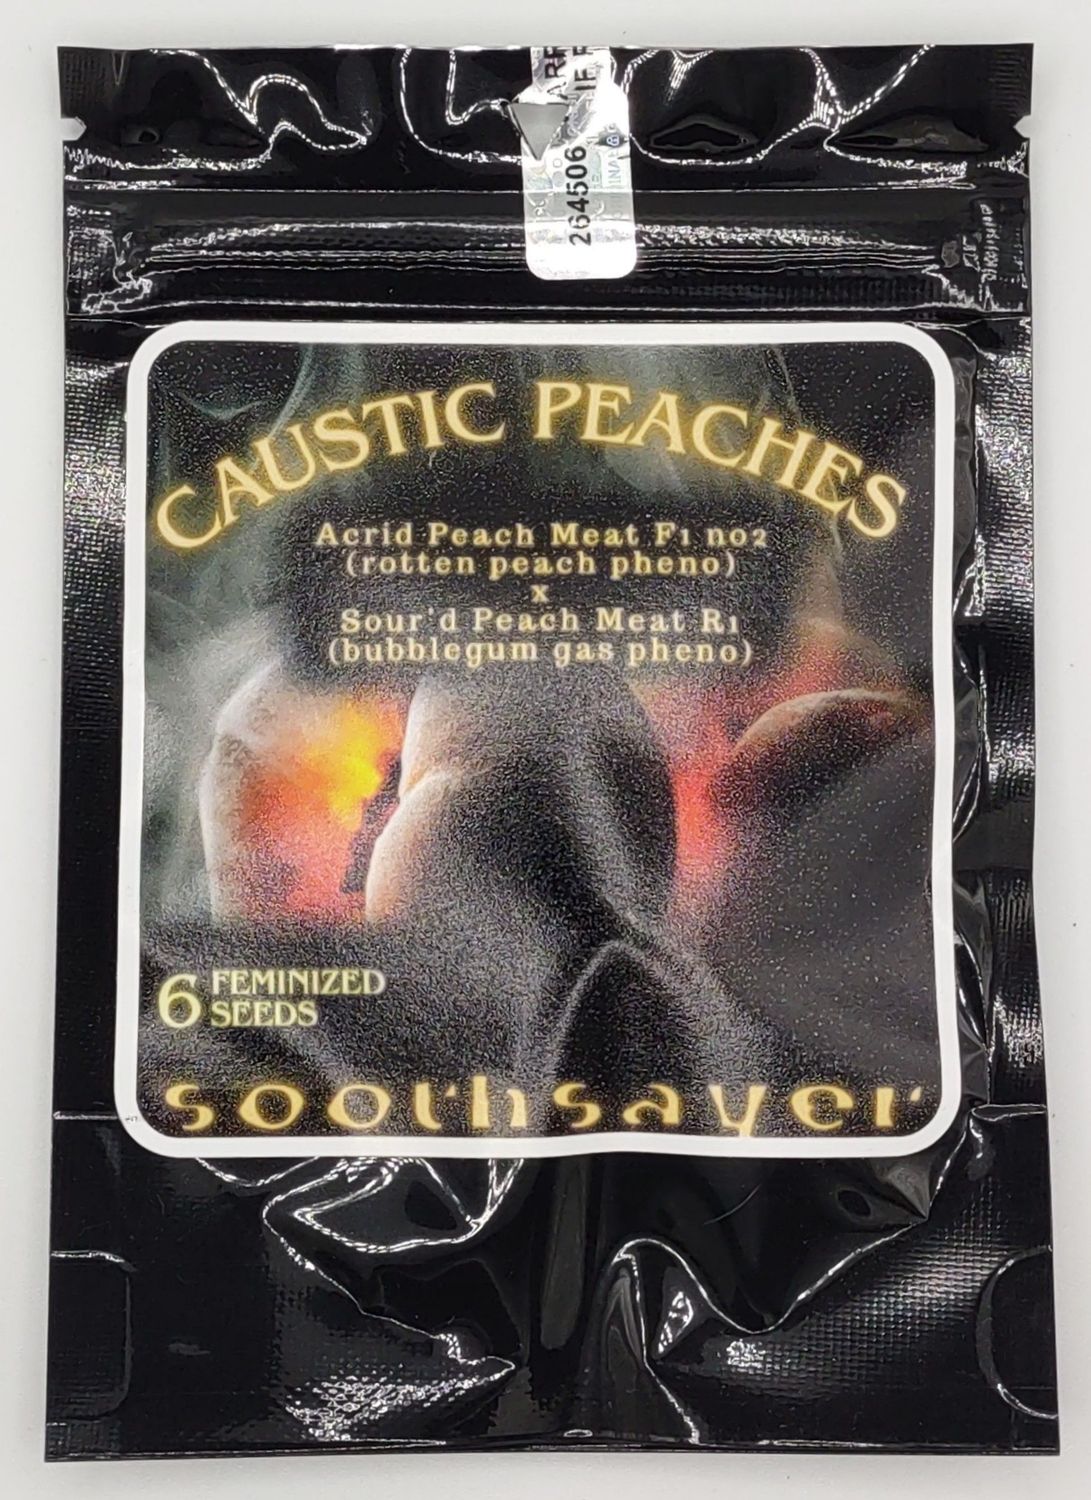 264506
CAUSTIC PEACHES
Acrid Peach Meat F1 no2
(rotten peach pheno)
x
Sour'd Peach Meat R1
(bubblegum gas pheno)
6 FEMINIZED
SEEDS
soothsayer